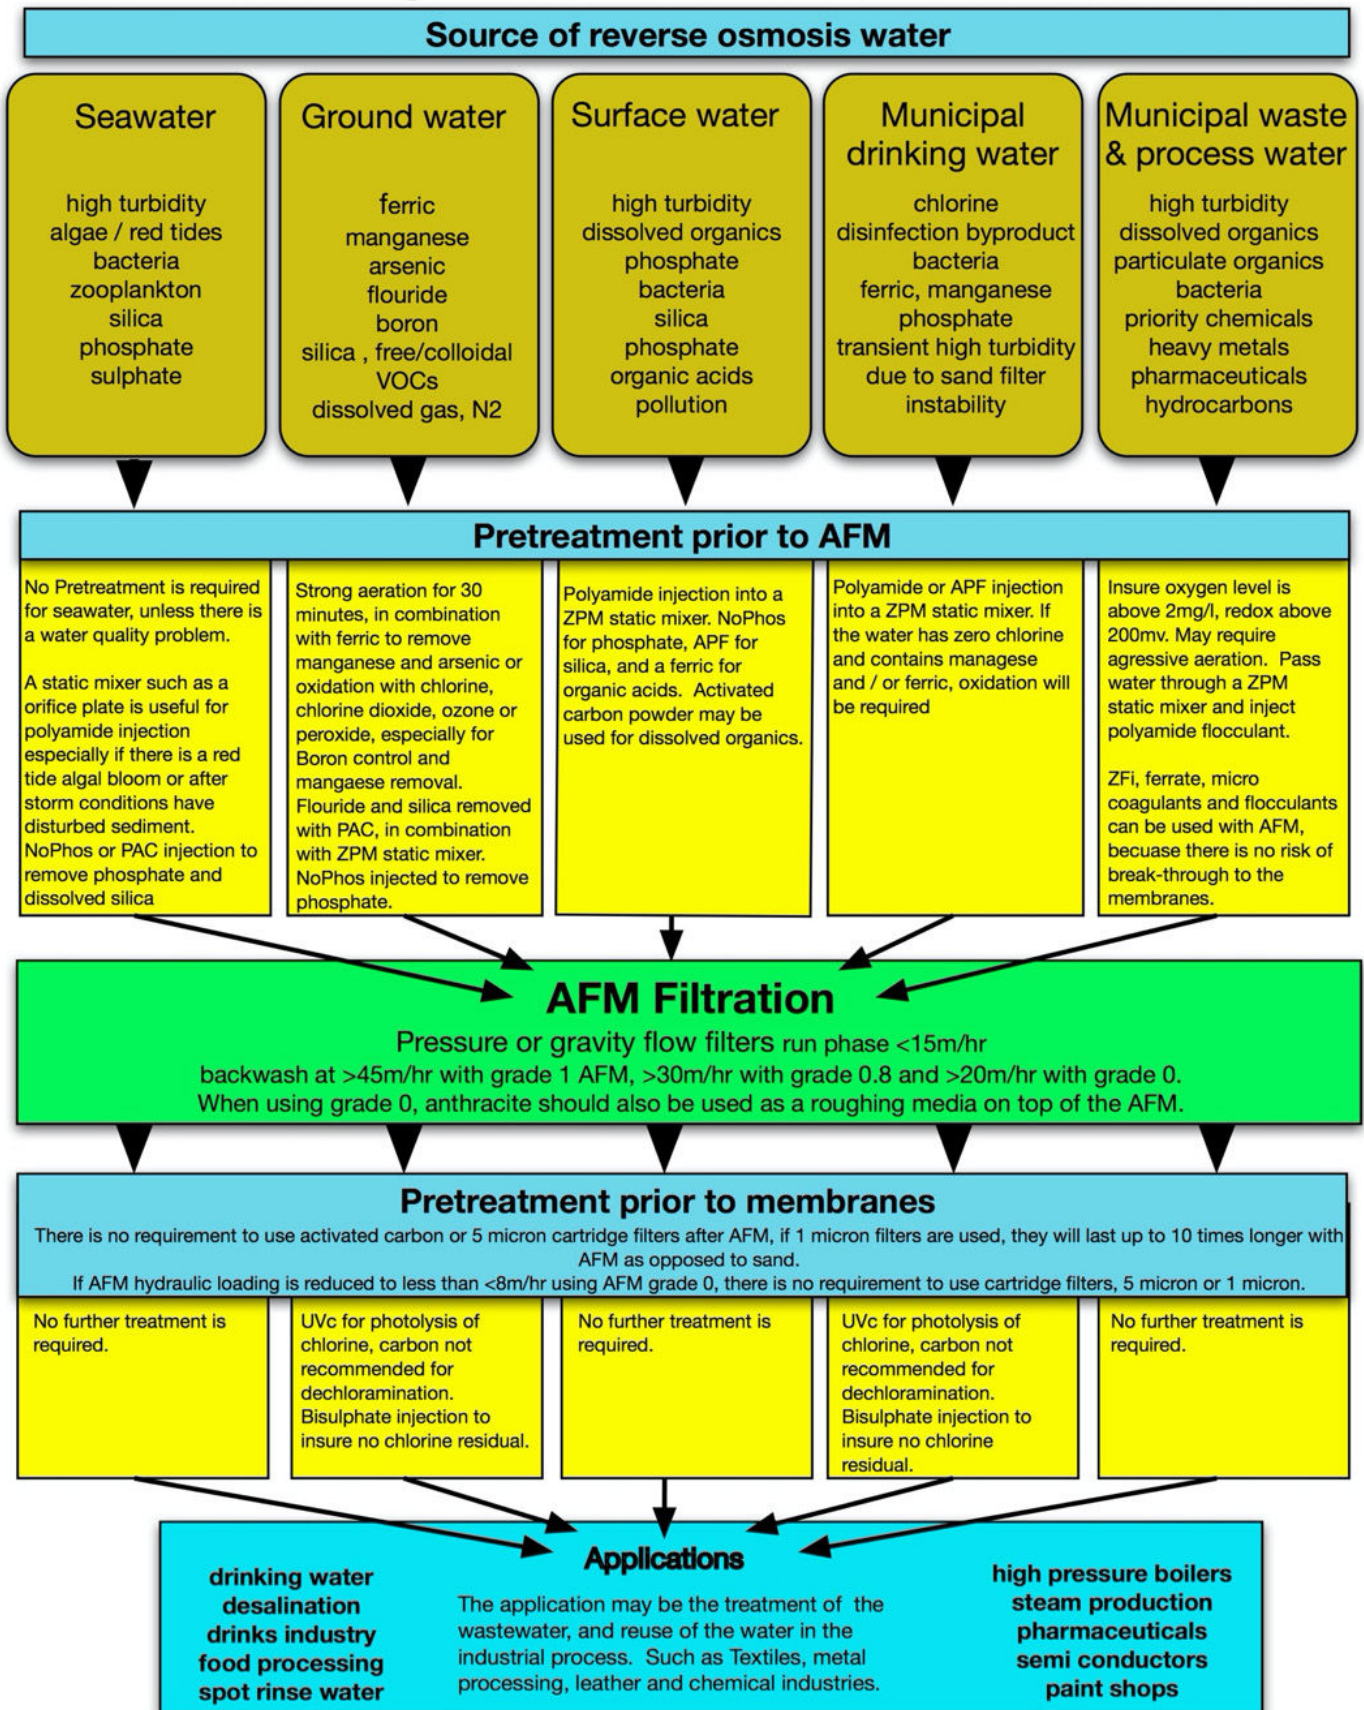 Source of reverse osmosis water
Seawater
high turbidity
algae / red tides
bacteria
zooplankton
silica
phosphate
sulphate
Ground water
ferric
manganese
arsenic
flouride
boron
silica , free/colloidal
VOCs
dissolved gas, N2
Surface water
high turbidity
dissolved organics
phosphate
bacteria
silica
phosphate
organic acids
pollution
Municipal
drinking water
chlorine
disinfection byproduct
bacteria
ferric, manganese
phosphate
transient high turbidity
due to sand filter
instability
Municipal waste
& process water
high turbidity
dissolved organics
particulate organics
bacteria
priority chemicals
heavy metals
pharmaceuticals
hydrocarbons
Pretreatment prior to AFM
No Pretreatment is required
for seawater, unless there is
a water quality problem.
A static mixer such as a
orifice plate is useful for
polyamide injection
especially if there is a red
tide algal bloom or after
storm conditions have
disturbed sediment.
NoPhos or PAC injection to
remove phosphate and
dissolved silica
Strong aeration for 30
minutes, in combination
with ferric to remove
manganese and arsenic or
oxidation with chlorine,
chlorine dioxide, ozone or
peroxide, especially for
Boron control and
mangaese removal.
Flouride and silica removed
with PAC, in combination
with ZPM static mixer.
NoPhos injected to remove
phosphate.
Polyamide injection into a
ZPM static mixer. NoPhos
for phosphate, APF for
silica, and a ferric for
organic acids. Activated
carbon powder may be
used for dissolved organics.
Polyamide or APF injection
into a ZPM static mixer. If
the water has zero chlorine
and contains managese
and / or ferric, oxidation will
be required
Insure oxygen level is
above 2mg/l, redox above
200mv. May require
agressive aeration. Pass
water through a ZPM
static mixer and inject
polyamide flocculant.
ZFi, ferrate, micro
coagulants and flocculants
can be used with AFM,
becuase there is no risk of
break-through to the
membranes.
AFM Filtration
Pressure or gravity flow filters run phase <15m/hr
backwash at >45m/hr with grade 1 AFM, >30m/hr with grade 0.8 and >20m/hr with grade 0.
When using grade 0, anthracite should also be used as a roughing media on top of the AFM.
Pretreatment prior to membranes
There is no requirement to use activated carbon or 5 micron cartridge filters after AFM, if 1 micron filters are used, they will last up to 10 times longer with
AFM as opposed to sand.
If AFM hydraulic loading is reduced to less than <8m/hr using AFM grade 0, there is no requirement to use cartridge filters, 5 micron or 1 micron.
No further treatment is
required.
UVc for photolysis of
chlorine, carbon not
recommended for
dechloramination.
Bisulphate injection to
insure no chlorine residual.
No further treatment is
required.
UVc for photolysis of
chlorine, carbon not
recommended for
dechloramination.
Bisulphate injection to
insure no chlorine
residual.
No further treatment is
required.
Applications
drinking water
desalination
drinks industry
food processing
spot rinse water
The application may be the treatment of the
wastewater, and reuse of the water in the
industrial process. Such as Textiles, metal
processing, leather and chemical industries.
high pressure boilers
steam production
pharmaceuticals
semi conductors
paint shops